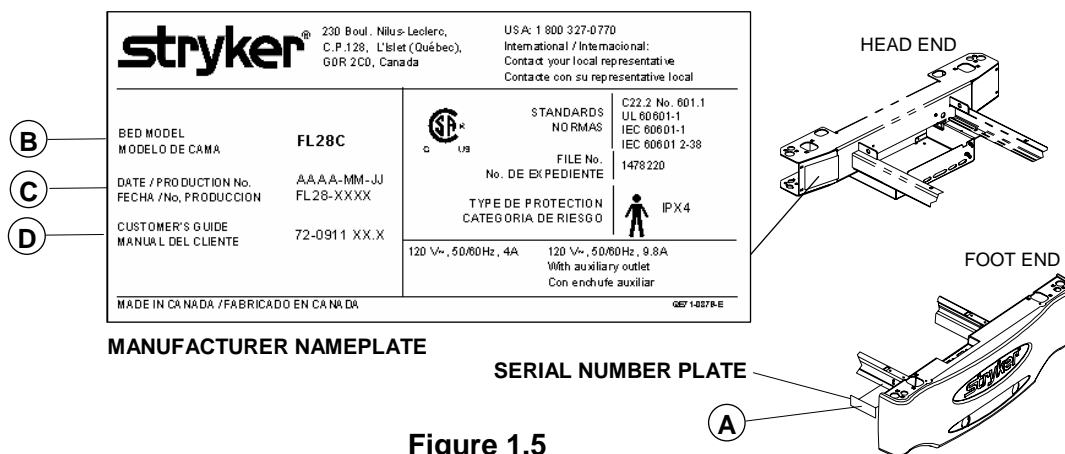 stryker®
230 Boul. Nilus-Leclerc,
C.P.128, L'Islet (Québec),
G0R 2C0, Canada
USA: 1 800 327-0770
International / Internacional:
Contact your local representative
Contacte con su representative local
HEAD END
B
BED MODEL
MODELO DE CAMA
FL28C
C
DATE / PRODUCTION No.
FECHA /No, PRODUCCION
AAAA-MM-JJ
FL28-XXXX
D
CUSTOMER'S GUIDE
MANUAL DEL CLIENTE
72-0911 XX.X
SA R
C US
STANDARDS
NORMAS
C22.2 No. 601.1
UL 60601-1
IEC 60601-1
IEC 60601 2-38
FILE No.
No. DE EXPEDIENTE
1478220
TYPE DE PROTECTION
CATEGORIA DE RIESGO
IPX4
120 V~, 50/60Hz, 4A
120 V~, 50/60Hz, 9.8A
With auxiliary outlet
Con enchufe auxiliar
MADE IN CANADA /FABRICADO EN CANADA
FOOT END
MANUFACTURER NAMEPLATE
SERIAL NUMBER PLATE
stryker
A
Figure 1.5